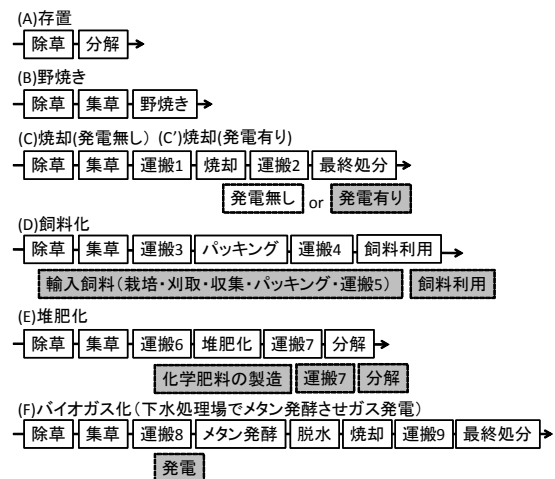 (A)存置
除草 分解
(B)野焼き
除草 集草 野焼き
(C)焼却(発電無し) (C')焼却(発電有り)
除草 集草 運搬1 焼却 運搬2 最終処分
発電無し or 発電有り
(D)飼料化
除草 集草 運搬3 パッキング 運搬4 飼料利用
輸入飼料(栽培・刈取・収集・パッキング・運搬5) 飼料利用
(E)堆肥化
除草 集草 運搬6 堆肥化 運搬7 分解
化学肥料の製造 運搬7 分解
(F)バイオガス化(下水処理場でメタン発酵させガス発電)
除草 集草 運搬8 メタン発酵 脱水 焼却 運搬9 最終処分
発電